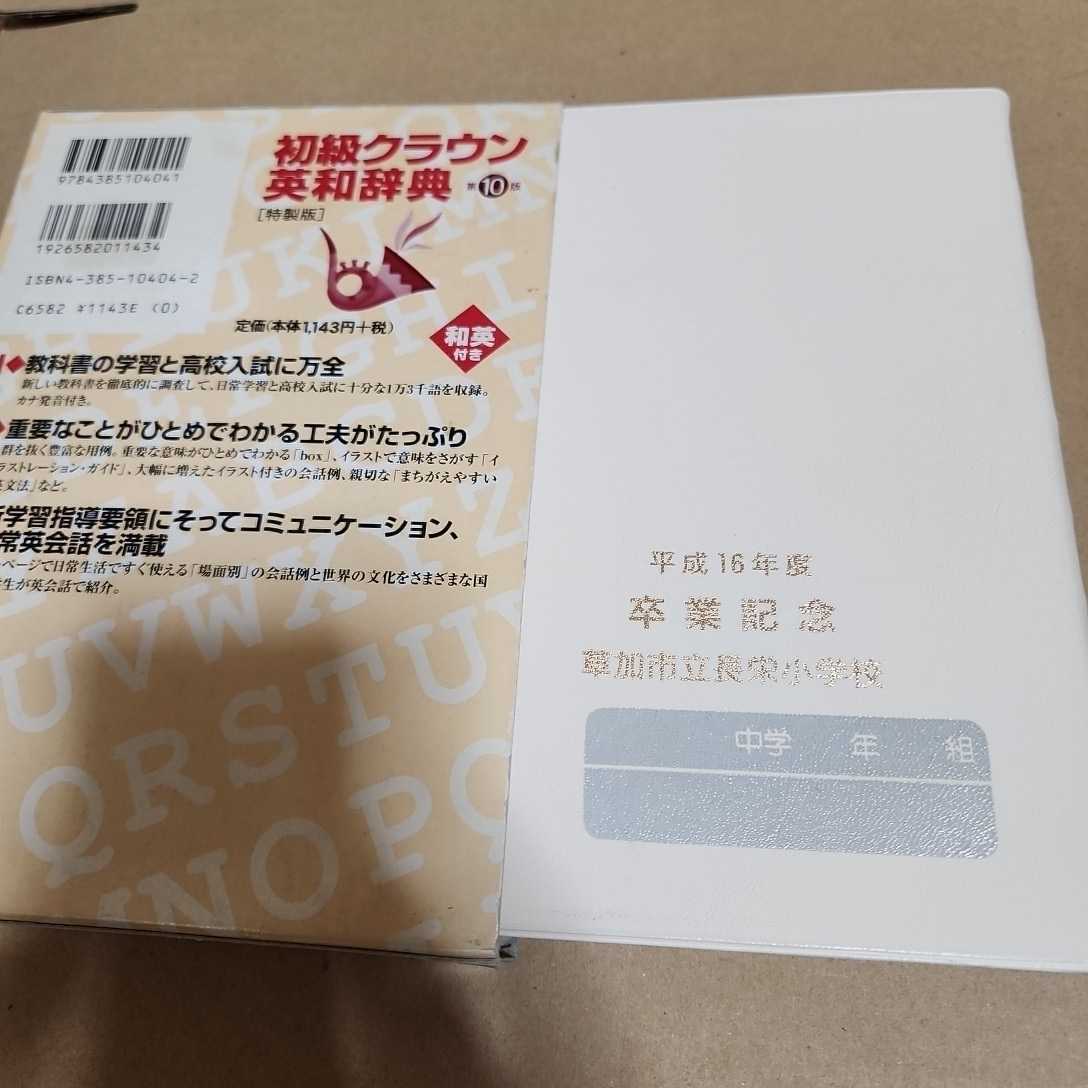 9784385104041
1926582011434
ISBN4-385-10404-2
C6582 ¥1143E (0)
初級クラウン
英和辞典 第10版
[特製版]
定価(本体1,143円+税)
和英
付き
◆教科書の学習と高校入試に万全
新しい教科書を徹底的に調査して、日常学習と高校入試に十分な1万3千語を収録。
カナ発音付き。
重要なことがひとめでわかる工夫がたっぷり
群を抜く豊富な用例。重要な意味がひとめでわかる「box」、イラストで意味をさがす「イ
ラストレーション・ガイド」、大幅に増えたイラスト付きの会話例、親切な「まちがえやすい
英文法」など。
学習指導要領にそってコミュニケーション、
常英会話を満載
ページで日常生活ですぐ使える「場面別」の会話例と世界の文化をさまざまな国
生が英会話で紹介。
平成16年度
卒業記念
草加市立長栄小学校
中学 年 組